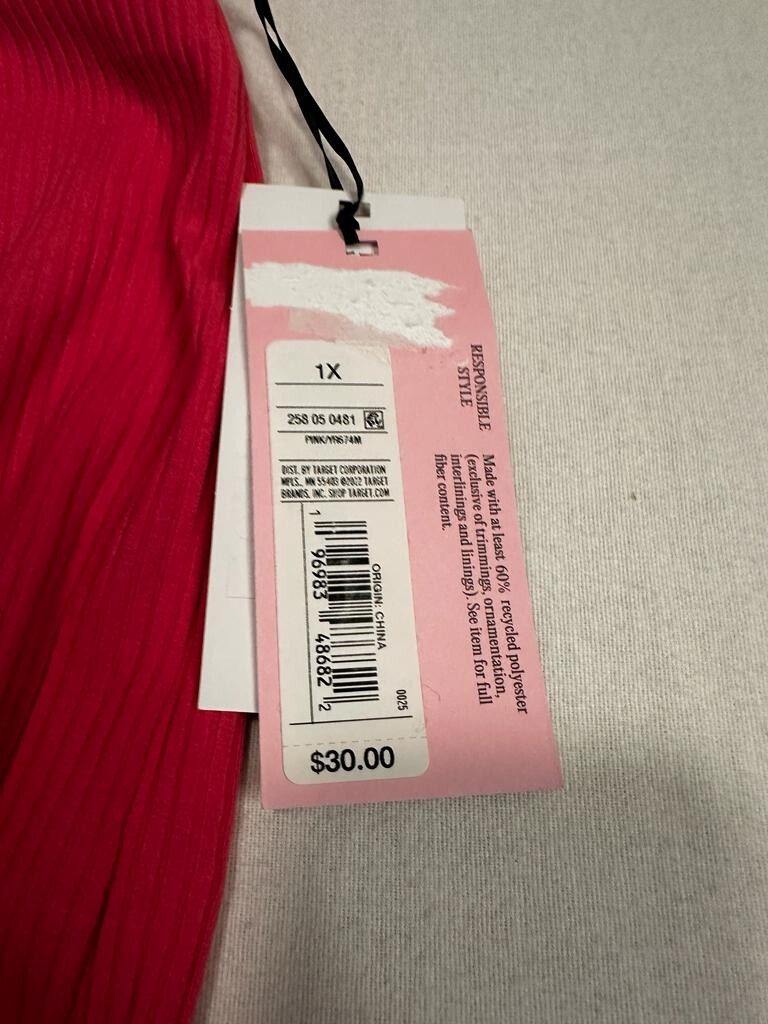 1X
258 05 0481
PINK/YR674M
DIST. BY TARGET CORPORATION
MPLS., MN 55403 ©2022 TARGET
BRANDS, INC. SHOP TARGET.COM
ORIGIN: CHINA
1 96983 48682 2
0025
$30.00
RESPONSIBLE
STYLE
Made with at least 60% recycled polyester
(exclusive of trimmings, ornamentation,
interlinings and linings). See item for full
fiber content.